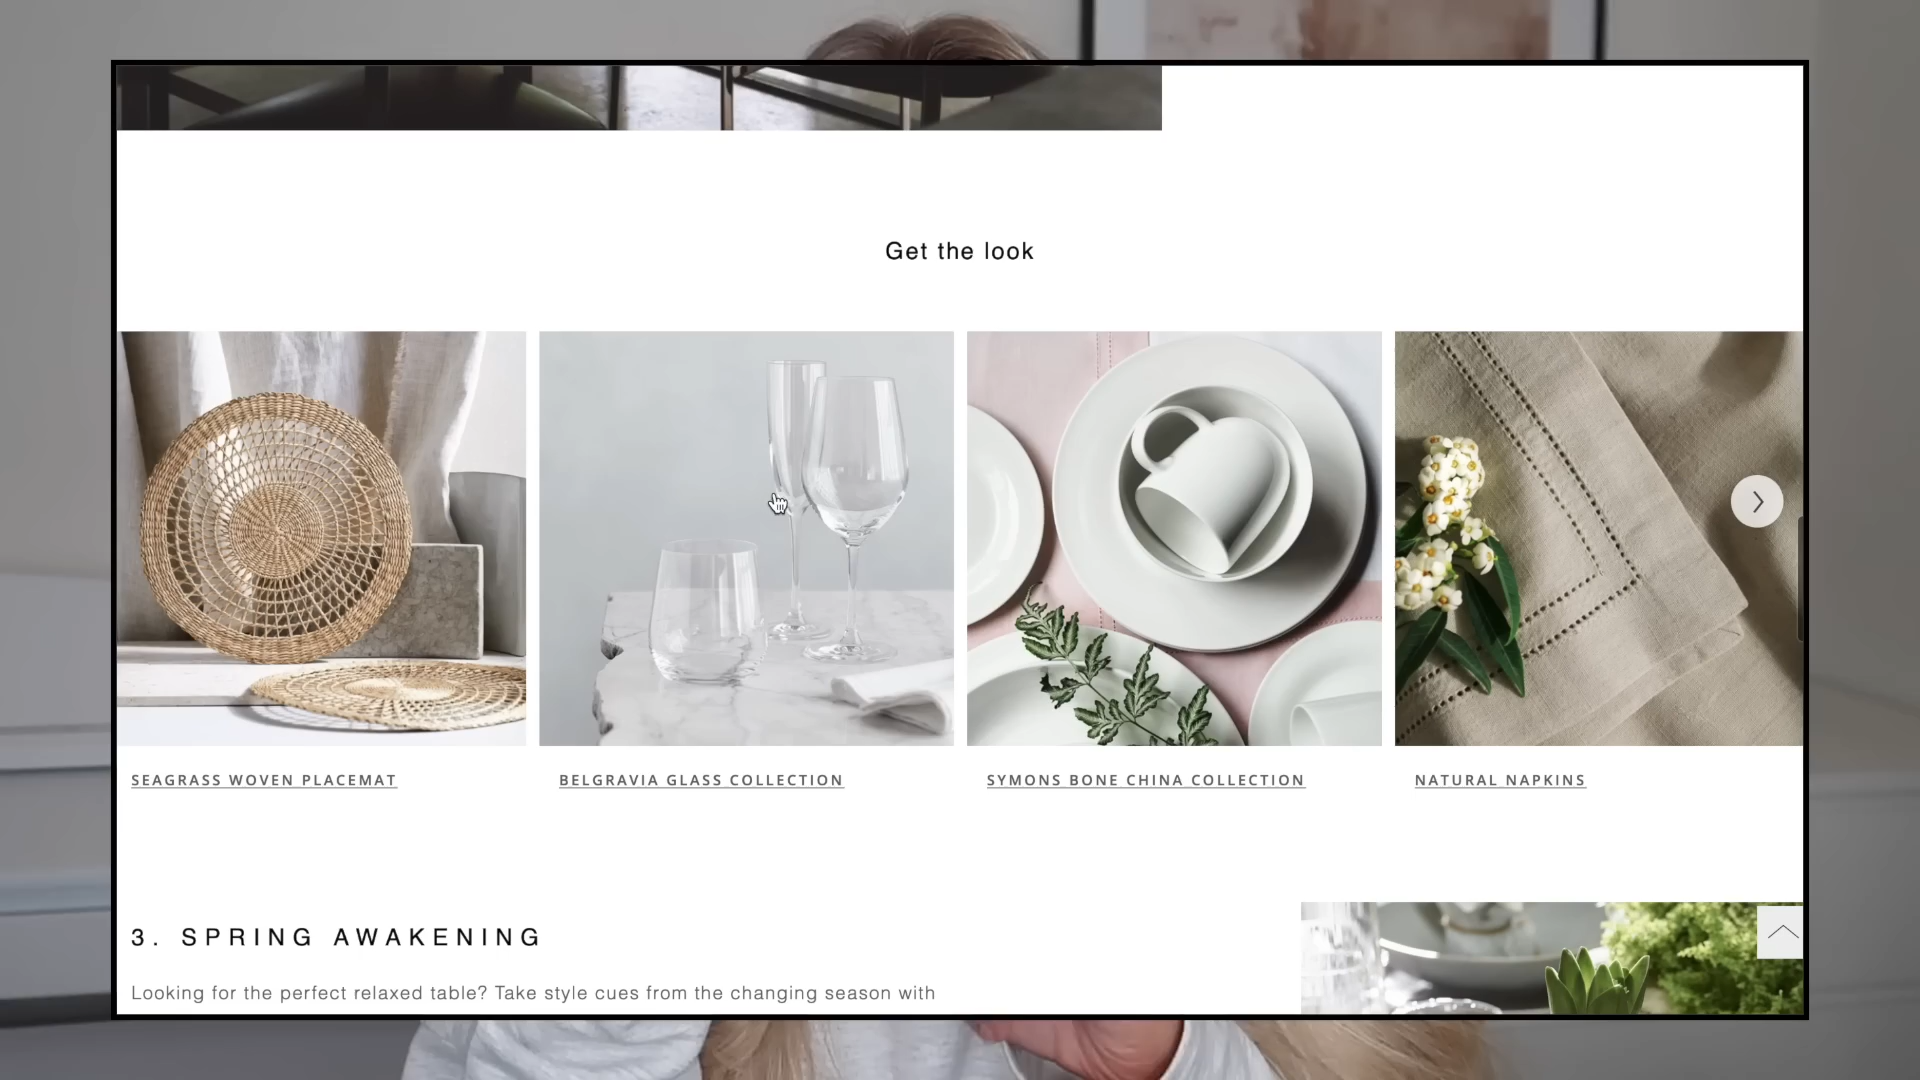 Get the look
SEAGRASS WOVEN PLACEMAT
BELGRAVIA GLASS COLLECTION
SYMONS BONE CHINA COLLECTION
NATURAL NAPKINS
3. SPRING AWAKENING
Looking for the perfect relaxed table? Take style cues from the changing season with